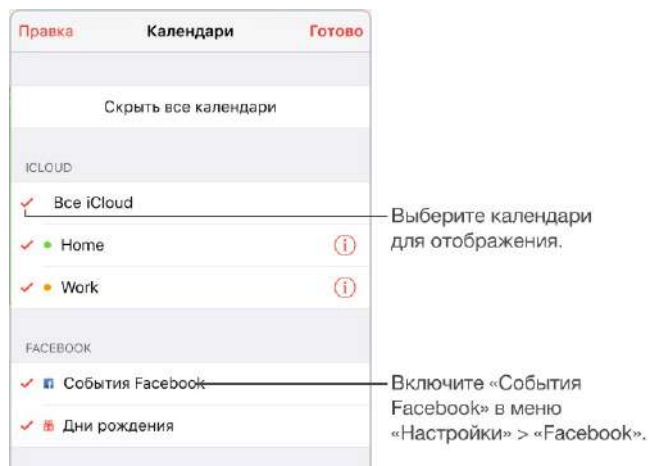 Правка Календари Готово
Скрыть все календари
ICLOUD
Все iCloud
Home
Work
FACEBOOK
События Facebook
Дни рождения
Выберите календари
для отображения.
Включите «События
Facebook» в меню
«Настройки» > «Facebook».